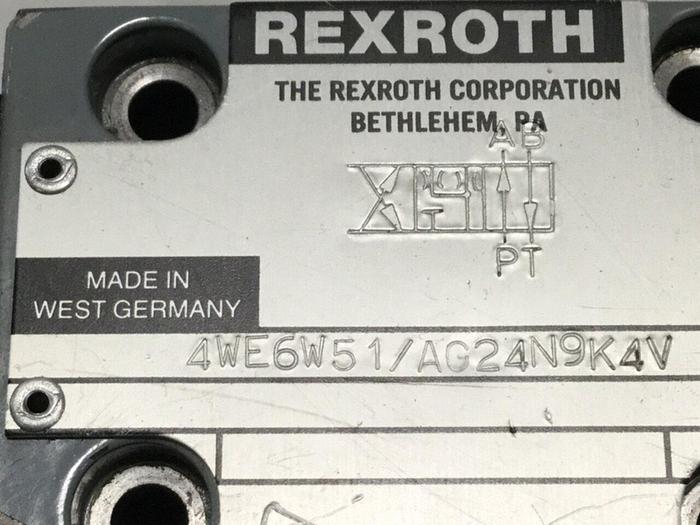 REXROTH
THE REXROTH CORPORATION
BETHLEHEM, PA
A B
P T
MADE IN
WEST GERMANY
4WE6W51/AG24N9K4V